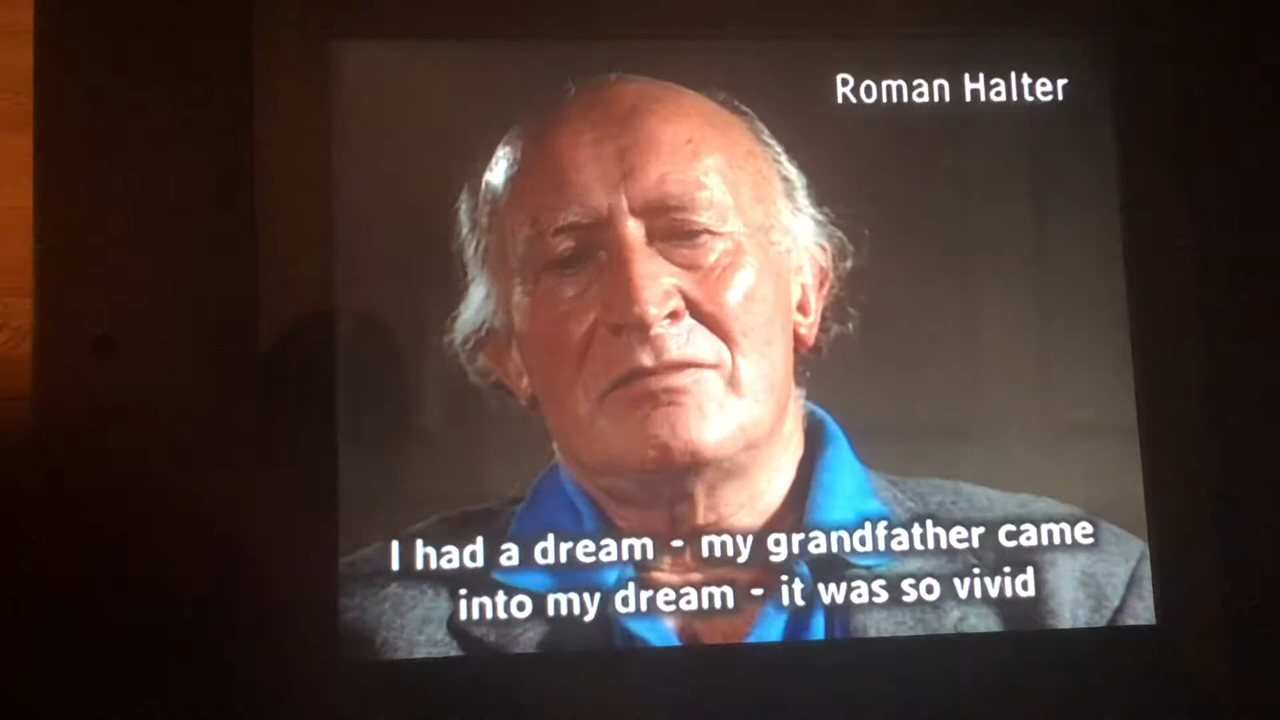 Roman Halter
I had a dream - my grandfather came
into my dream - it was so vivid